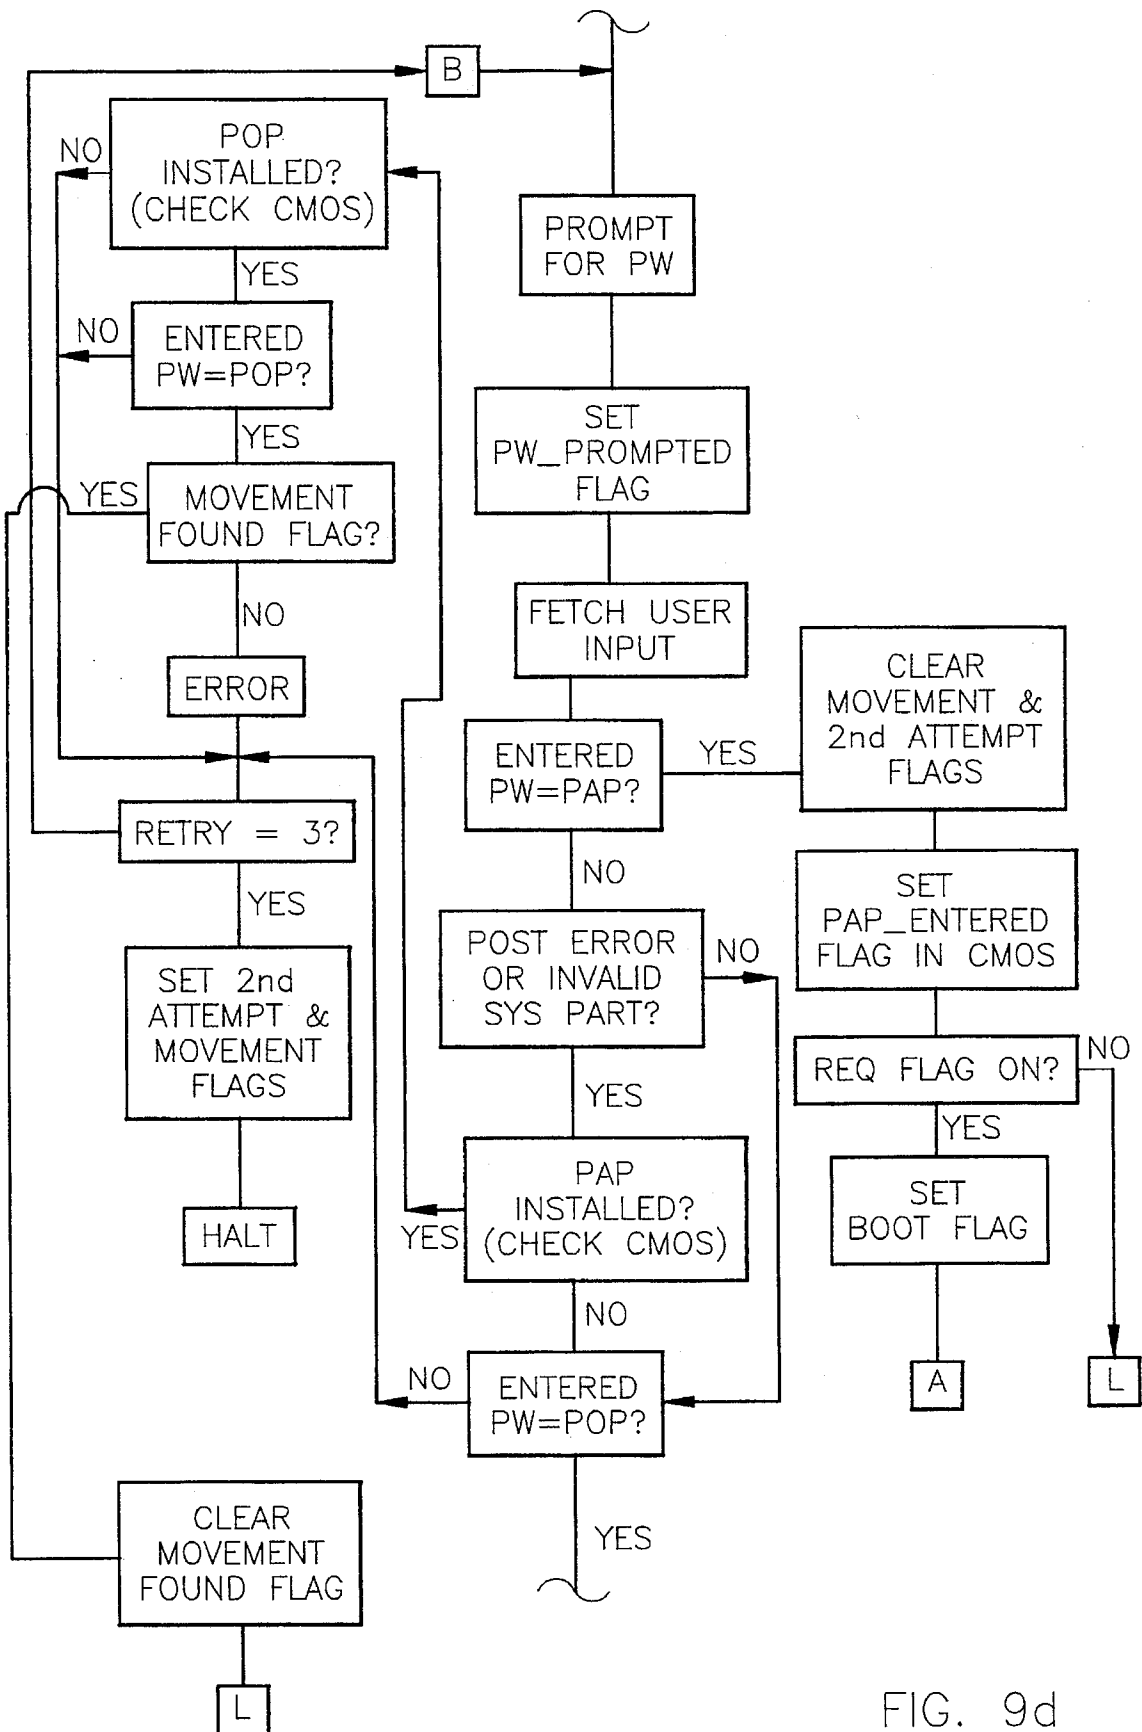 B
POP
INSTALLED?
(CHECK CMOS)
NO
YES
ENTERED
PW=POP?
NO
YES
MOVEMENT
FOUND FLAG?
YES
NO
ERROR
RETRY = 3?
YES
SET 2nd
ATTEMPT &
MOVEMENT
FLAGS
HALT
CLEAR
MOVEMENT
FOUND FLAG
L
PROMPT
FOR PW
SET
PW_PROMPTED
FLAG
FETCH USER
INPUT
ENTERED
PW=PAP?
YES
NO
POST ERROR
OR INVALID
SYS PART?
NO
YES
PAP
INSTALLED?
(CHECK CMOS)
YES
NO
ENTERED
PW=POP?
NO
YES
CLEAR
MOVEMENT &
2nd ATTEMPT
FLAGS
SET
PAP_ENTERED
FLAG IN CMOS
REQ FLAG ON?
NO
YES
SET
BOOT FLAG
A
L
FIG. 9d